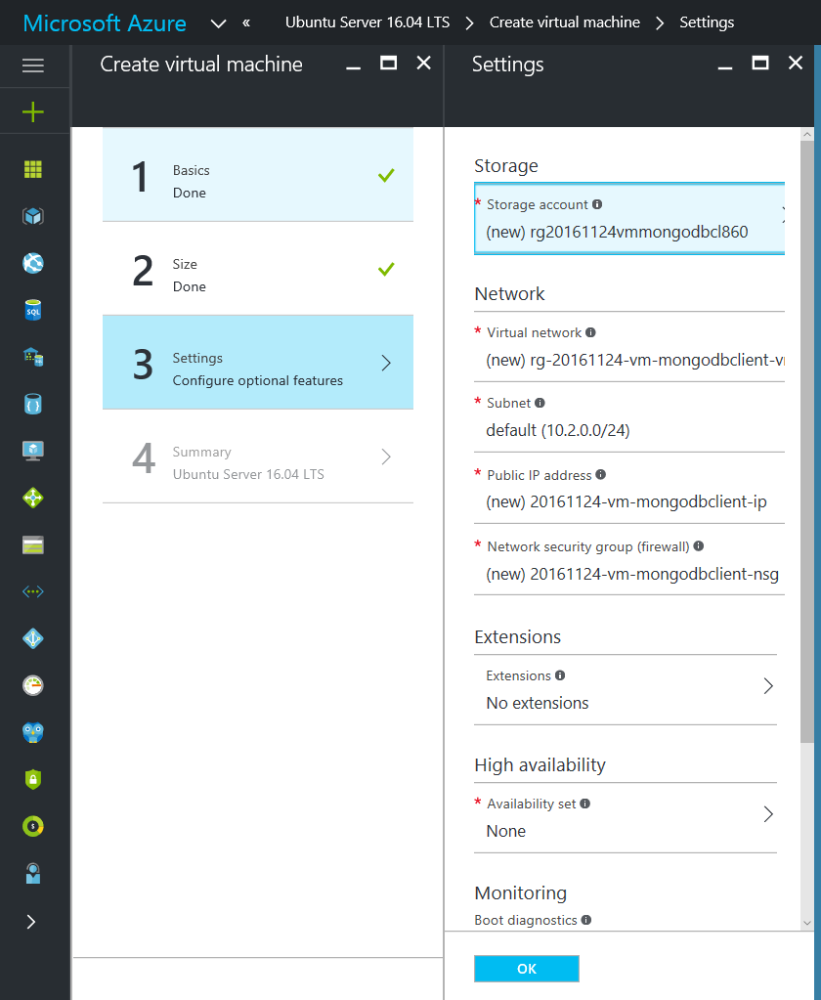 Microsoft Azure
Ubuntu Server 16.04 LTS
Create virtual machine
Settings
Create virtual machine
1
Basics
Done
2
Size
Done
3
Settings
Configure optional features
4
Summary
Ubuntu Server 16.04 LTS
Settings
Storage
* Storage account
(new) rg20161124vmmongodbcl860
Network
* Virtual network
(new) rg-20161124-vm-mongodbclient-v
* Subnet
default (10.2.0.0/24)
* Public IP address
(new) 20161124-vm-mongodbclient-ip
* Network security group (firewall)
(new) 20161124-vm-mongodbclient-nsg
Extensions
Extensions
No extensions
High availability
* Availability set
None
Monitoring
Boot diagnostics
OK
SQL